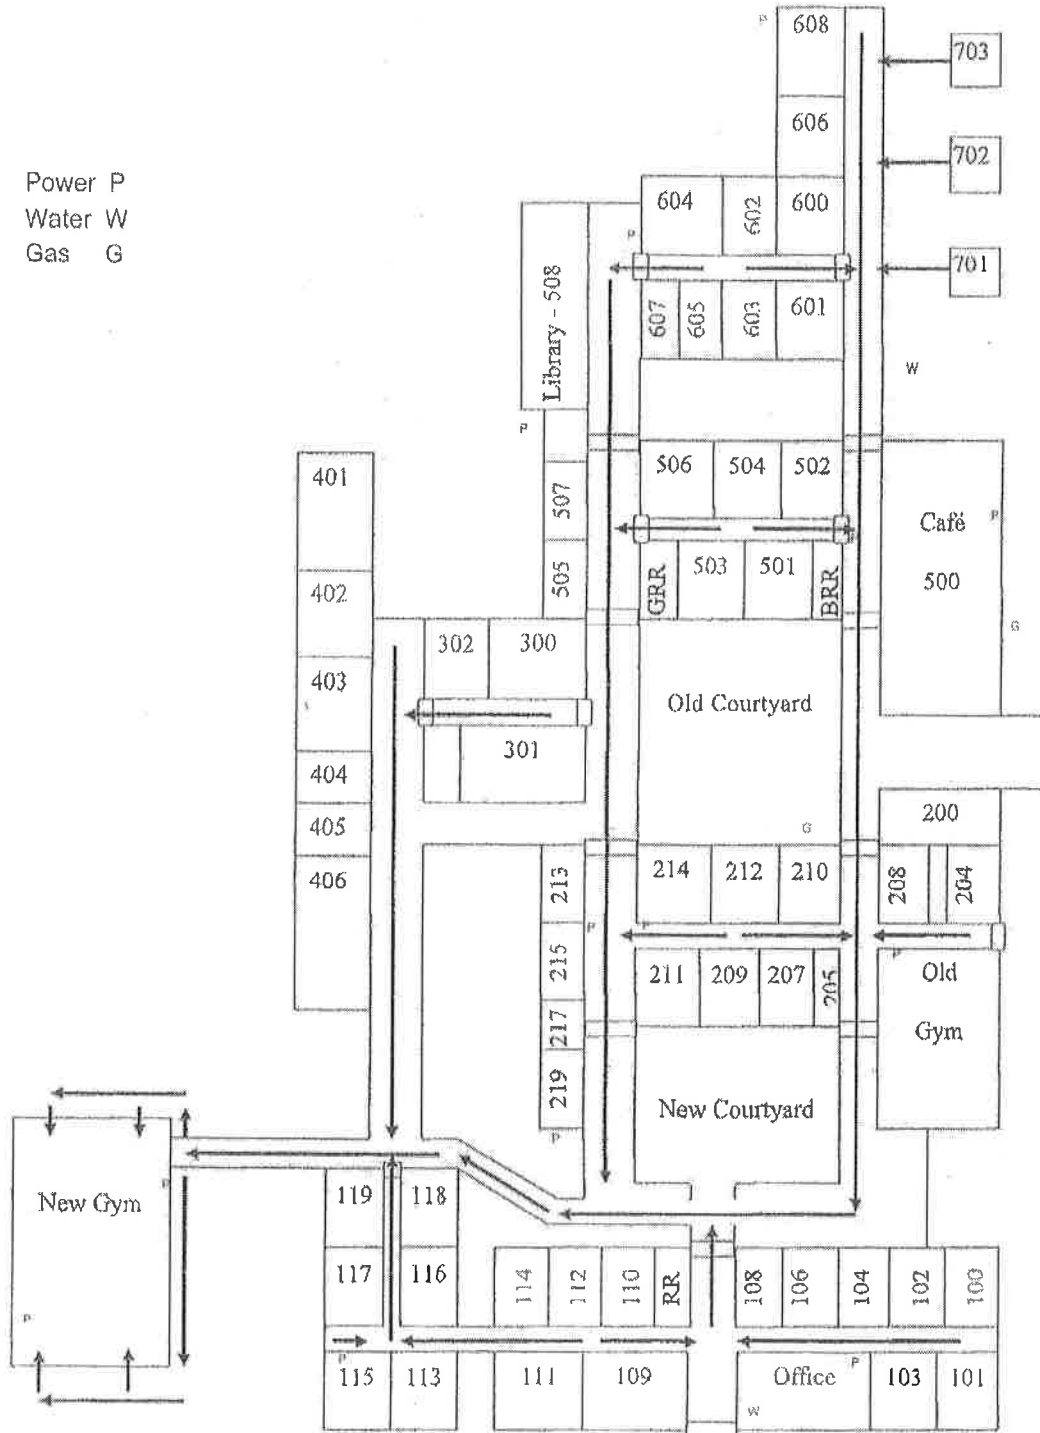 P
608
703
606
702
Power P
Water W
Gas G
604
602
600
P
701
Library - 508
607
605
603
601
W
P
506
504
502
401
507
Café
P
500
402
505
GRR
503
501
BRR
G
302
300
403
Old Courtyard
301
404
405
200
G
406
213
214
212
210
208
204
P
P
P
215
211
209
207
205
Old
Gym
217
219
New Courtyard
P
P
New Gym
119
118
117
116
114
112
110
RR
108
106
104
102
100
P
P
P
115
113
111
109
Office
103
101
W